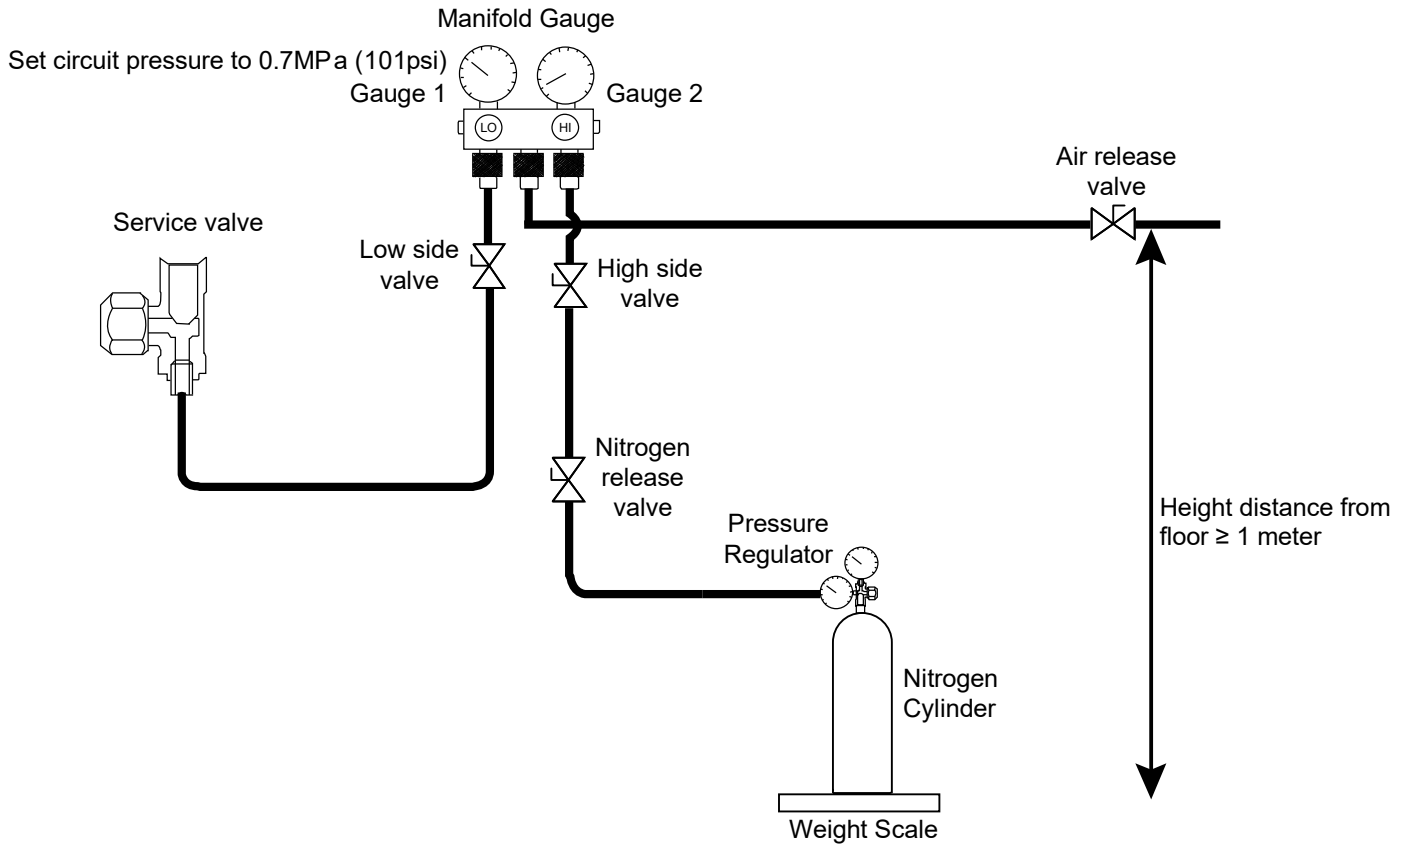 Manifold Gauge
Set circuit pressure to 0.7MPa (101psi)
Gauge 1
Gauge 2
LO
HI
Air release
valve
Service valve
Low side
valve
High side
valve
Nitrogen
release
valve
Height distance from
floor ≥ 1 meter
Pressure
Regulator
Nitrogen
Cylinder
Weight Scale